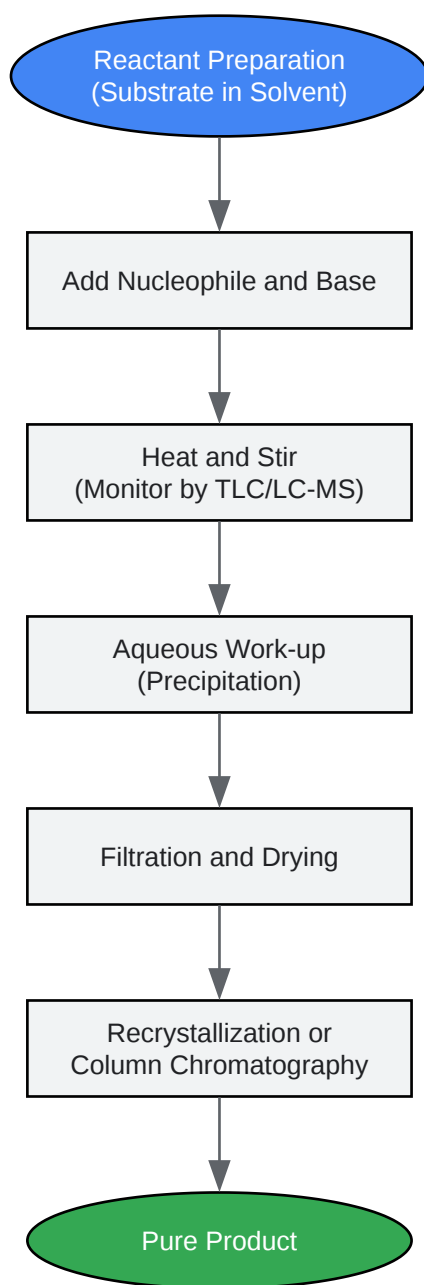 Reactant Preparation
(Substrate in Solvent)
Add Nucleophile and Base
Heat and Stir
(Monitor by TLC/LC-MS)
Aqueous Work-up
(Precipitation)
Filtration and Drying
Recrystallization or
Column Chromatography
Pure Product